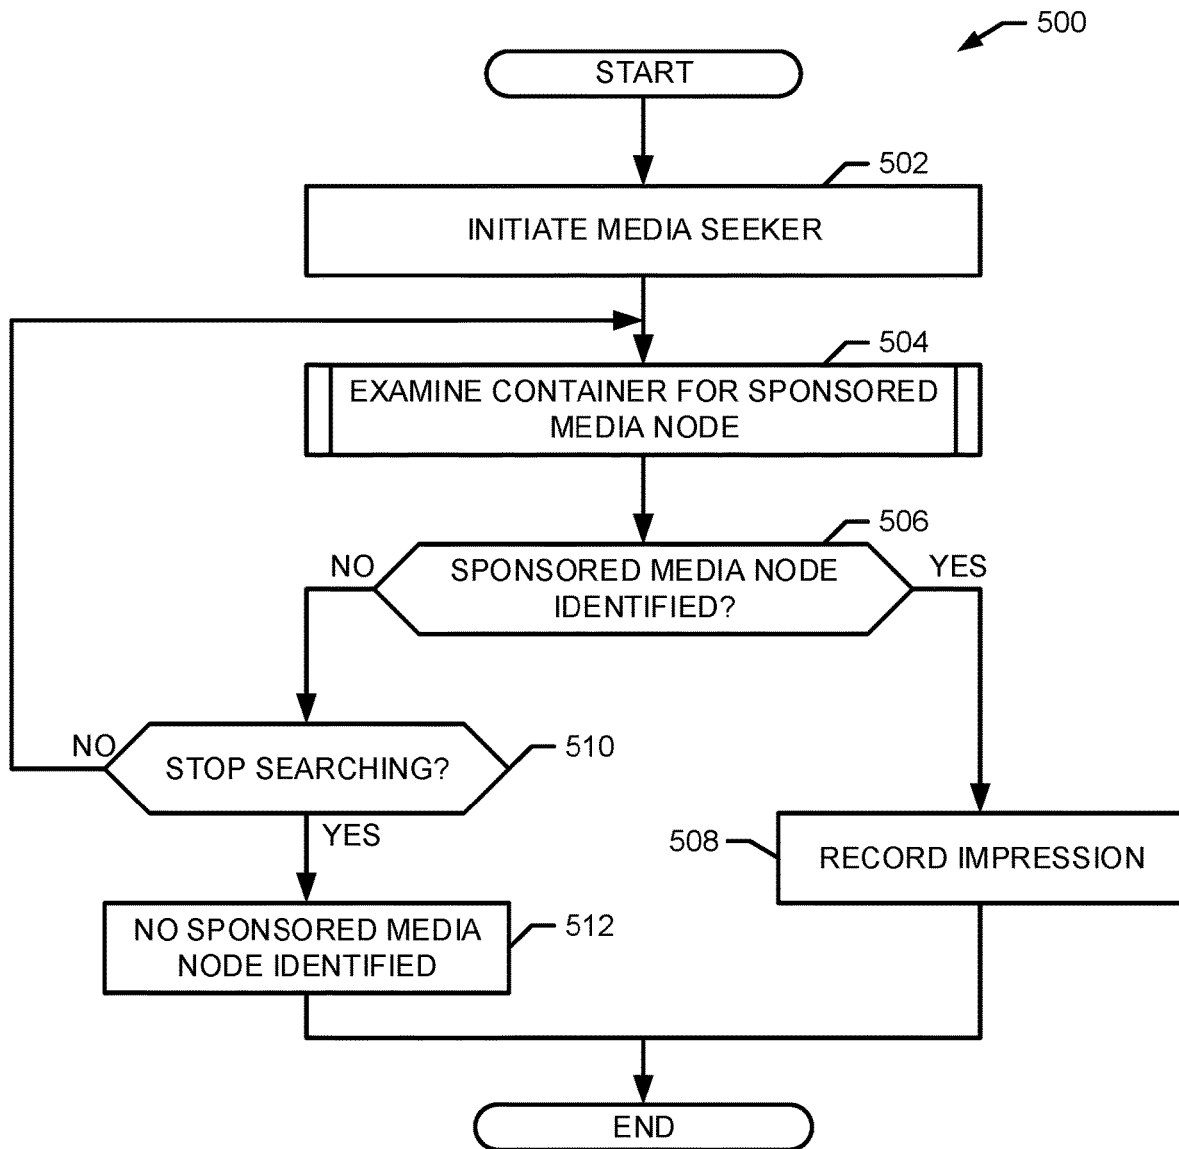 500
START
502
INITIATE MEDIA SEEKER
504
EXAMINE CONTAINER FOR SPONSORED
MEDIA NODE
506
NO
SPONSORED MEDIA NODE
IDENTIFIED?
YES
NO
STOP SEARCHING?
510
YES
508
RECORD IMPRESSION
NO SPONSORED MEDIA
NODE IDENTIFIED
512
END